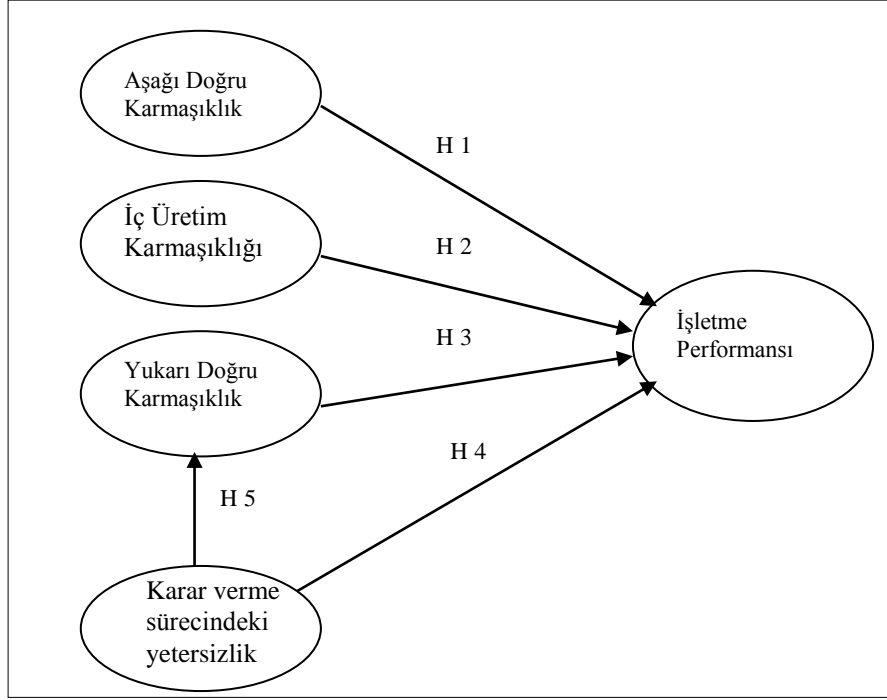 Aşağı Doğru
Karmaşıklık
H 1
İç Üretim
Karmaşıklığı
H 2
İşletme
Performansı
H 3
Yukarı Doğru
Karmaşıklık
H 4
H 5
Karar verme
sürecindeki
yetersizlik